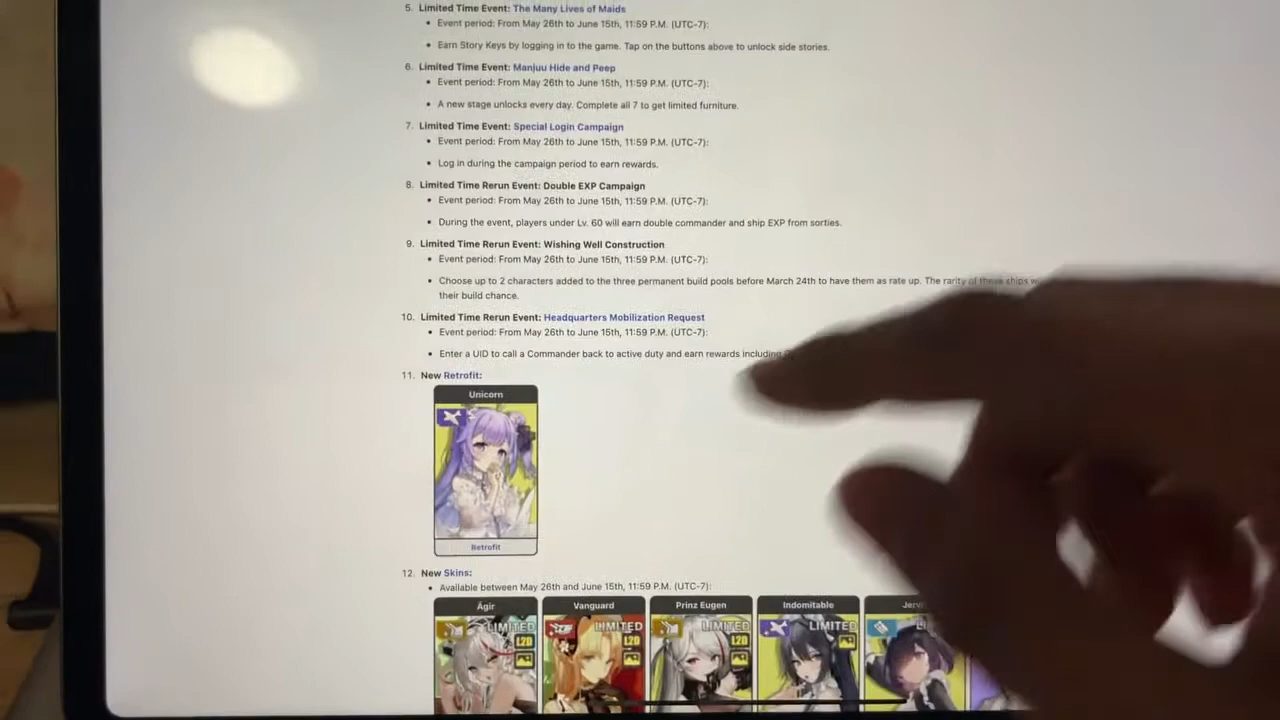 5. Limited Time Event: The Many Lives of Maids
• Event period: From May 26th to June 15th, 11:59 P.M. (UTC-7):
• Earn Story Keys by logging in to the game. Tap on the buttons above to unlock side stories.
6. Limited Time Event: Manjuu Hide and Peep
• Event period: From May 26th to June 15th, 11:59 P.M. (UTC-7):
• A new stage unlocks every day. Complete all 7 to get limited furniture.
7. Limited Time Event: Special Login Campaign
• Event period: From May 26th to June 15th, 11:59 P.M. (UTC-7):
• Log in during the campaign period to earn rewards.
8. Limited Time Rerun Event: Double EXP Campaign
• Event period: From May 26th to June 15th, 11:59 P.M. (UTC-7):
• During the event, players under Lv. 60 will earn double commander and ship EXP from sorties.
9. Limited Time Rerun Event: Wishing Well Construction
• Event period: From May 26th to June 15th, 11:59 P.M. (UTC-7):
• Choose up to 2 characters added to the three permanent build pools before March 24th to have them as rate up. The rarity of these ships
their build chance.
10. Limited Time Rerun Event: Headquarters Mobilization Request
• Event period: From May 26th to June 15th, 11:59 P.M. (UTC-7):
• Enter a UID to call a Commander back to active duty and earn rewards including
11. New Retrofit:
Unicorn
Retrofit
12. New Skins:
• Available between May 26th and June 15th, 11:59 P.M. (UTC-7):
Ägir Vanguard Prinz Eugen Indomitable
LIMITED LIMITED LIMITED LIMITED
L2D L2D L2D